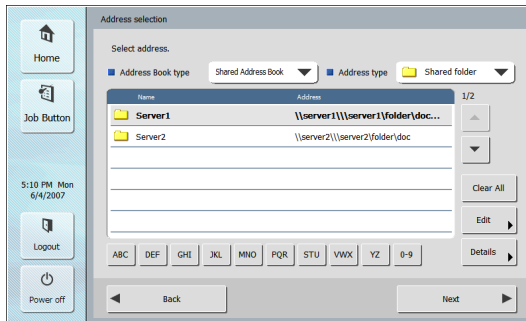 Address selection
Home
Select address.
Address Book type
Shared Address Book
Address type
Shared folder
Job Button
Name
Address
1/2
Server1
\\server1\\\server1\folder\doc...
Server2
\\server2\\\server2\folder\doc
5:10 PM Mon
6/4/2007
Clear All
Edit
Details
Logout
ABC
DEF
GHI
JKL
MNO
PQR
STU
VWX
YZ
0-9
Power off
Back
Next